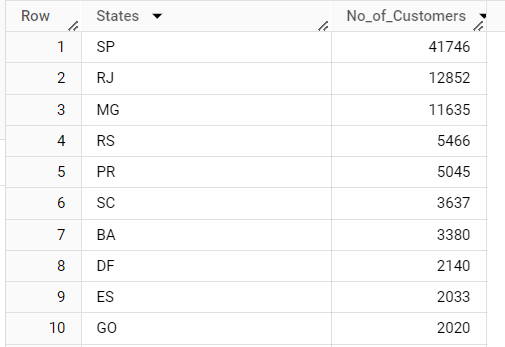 Row States No_of_Customers
1 SP 41746
2 RJ 12852
3 MG 11635
4 RS 5466
5 PR 5045
6 SC 3637
7 BA 3380
8 DF 2140
9 ES 2033
10 GO 2020